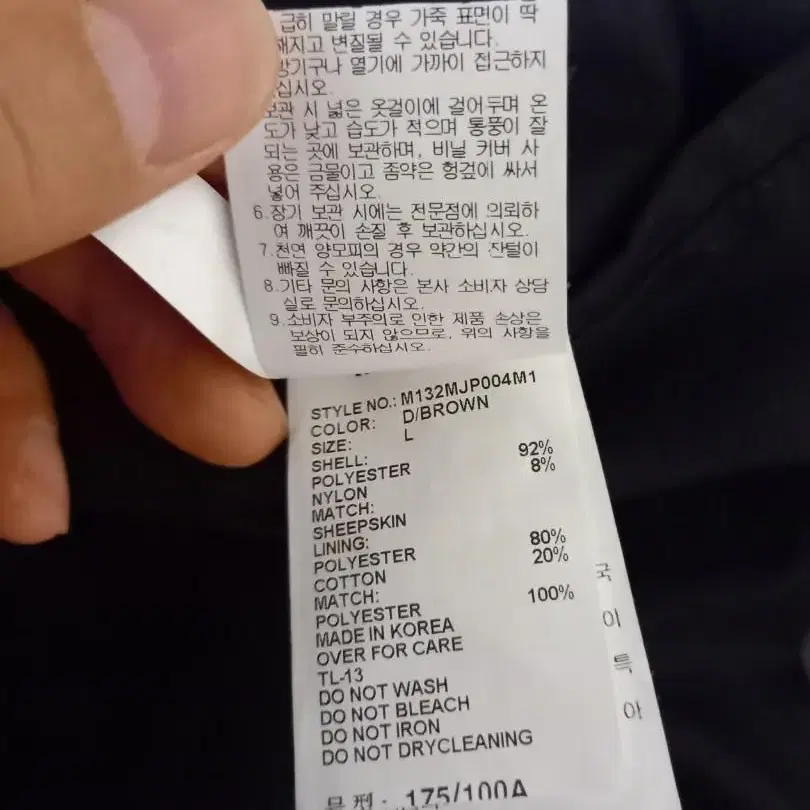 급히 말릴 경우 가죽 표면이 딱
해지고 변질될 수 있습니다.
방기구나 열기에 가까이 접근하지
십시오.
보관 시 넓은 옷걸이에 걸어두며 온
도가 낮고 습도가 적으며 통풍이 잘
되는 곳에 보관하며, 비닐 커버 사
용은 금물이고 좀약은 헝겊에 싸서
넣어 주십시오.
6.장기 보관 시에는 전문점에 의뢰하
여 깨끗이 손질 후 보관하십시오.
7.천연 양모피의 경우 약간의 잔털이
빠질 수 있습니다.
8.기타 문의 사항은 본사 소비자 상담
실로 문의하십시오.
9.소비자 부주의로 인한 제품 손상은
보상이 되지 않으므로, 위의 사항을
필히 준수하십시오.
STYLE NO.: M132MJP004M1
COLOR: D/BROWN
SIZE: L
SHELL:
POLYESTER 92%
NYLON 8%
MATCH:
SHEEPSKIN
LINING:
POLYESTER 80%
COTTON 20%
MATCH:
POLYESTER 100%
MADE IN KOREA
OVER FOR CARE
TL-13
DO NOT WASH
DO NOT BLEACH
DO NOT IRON
DO NOT DRYCLEANING
175/100A
국
이
특
아